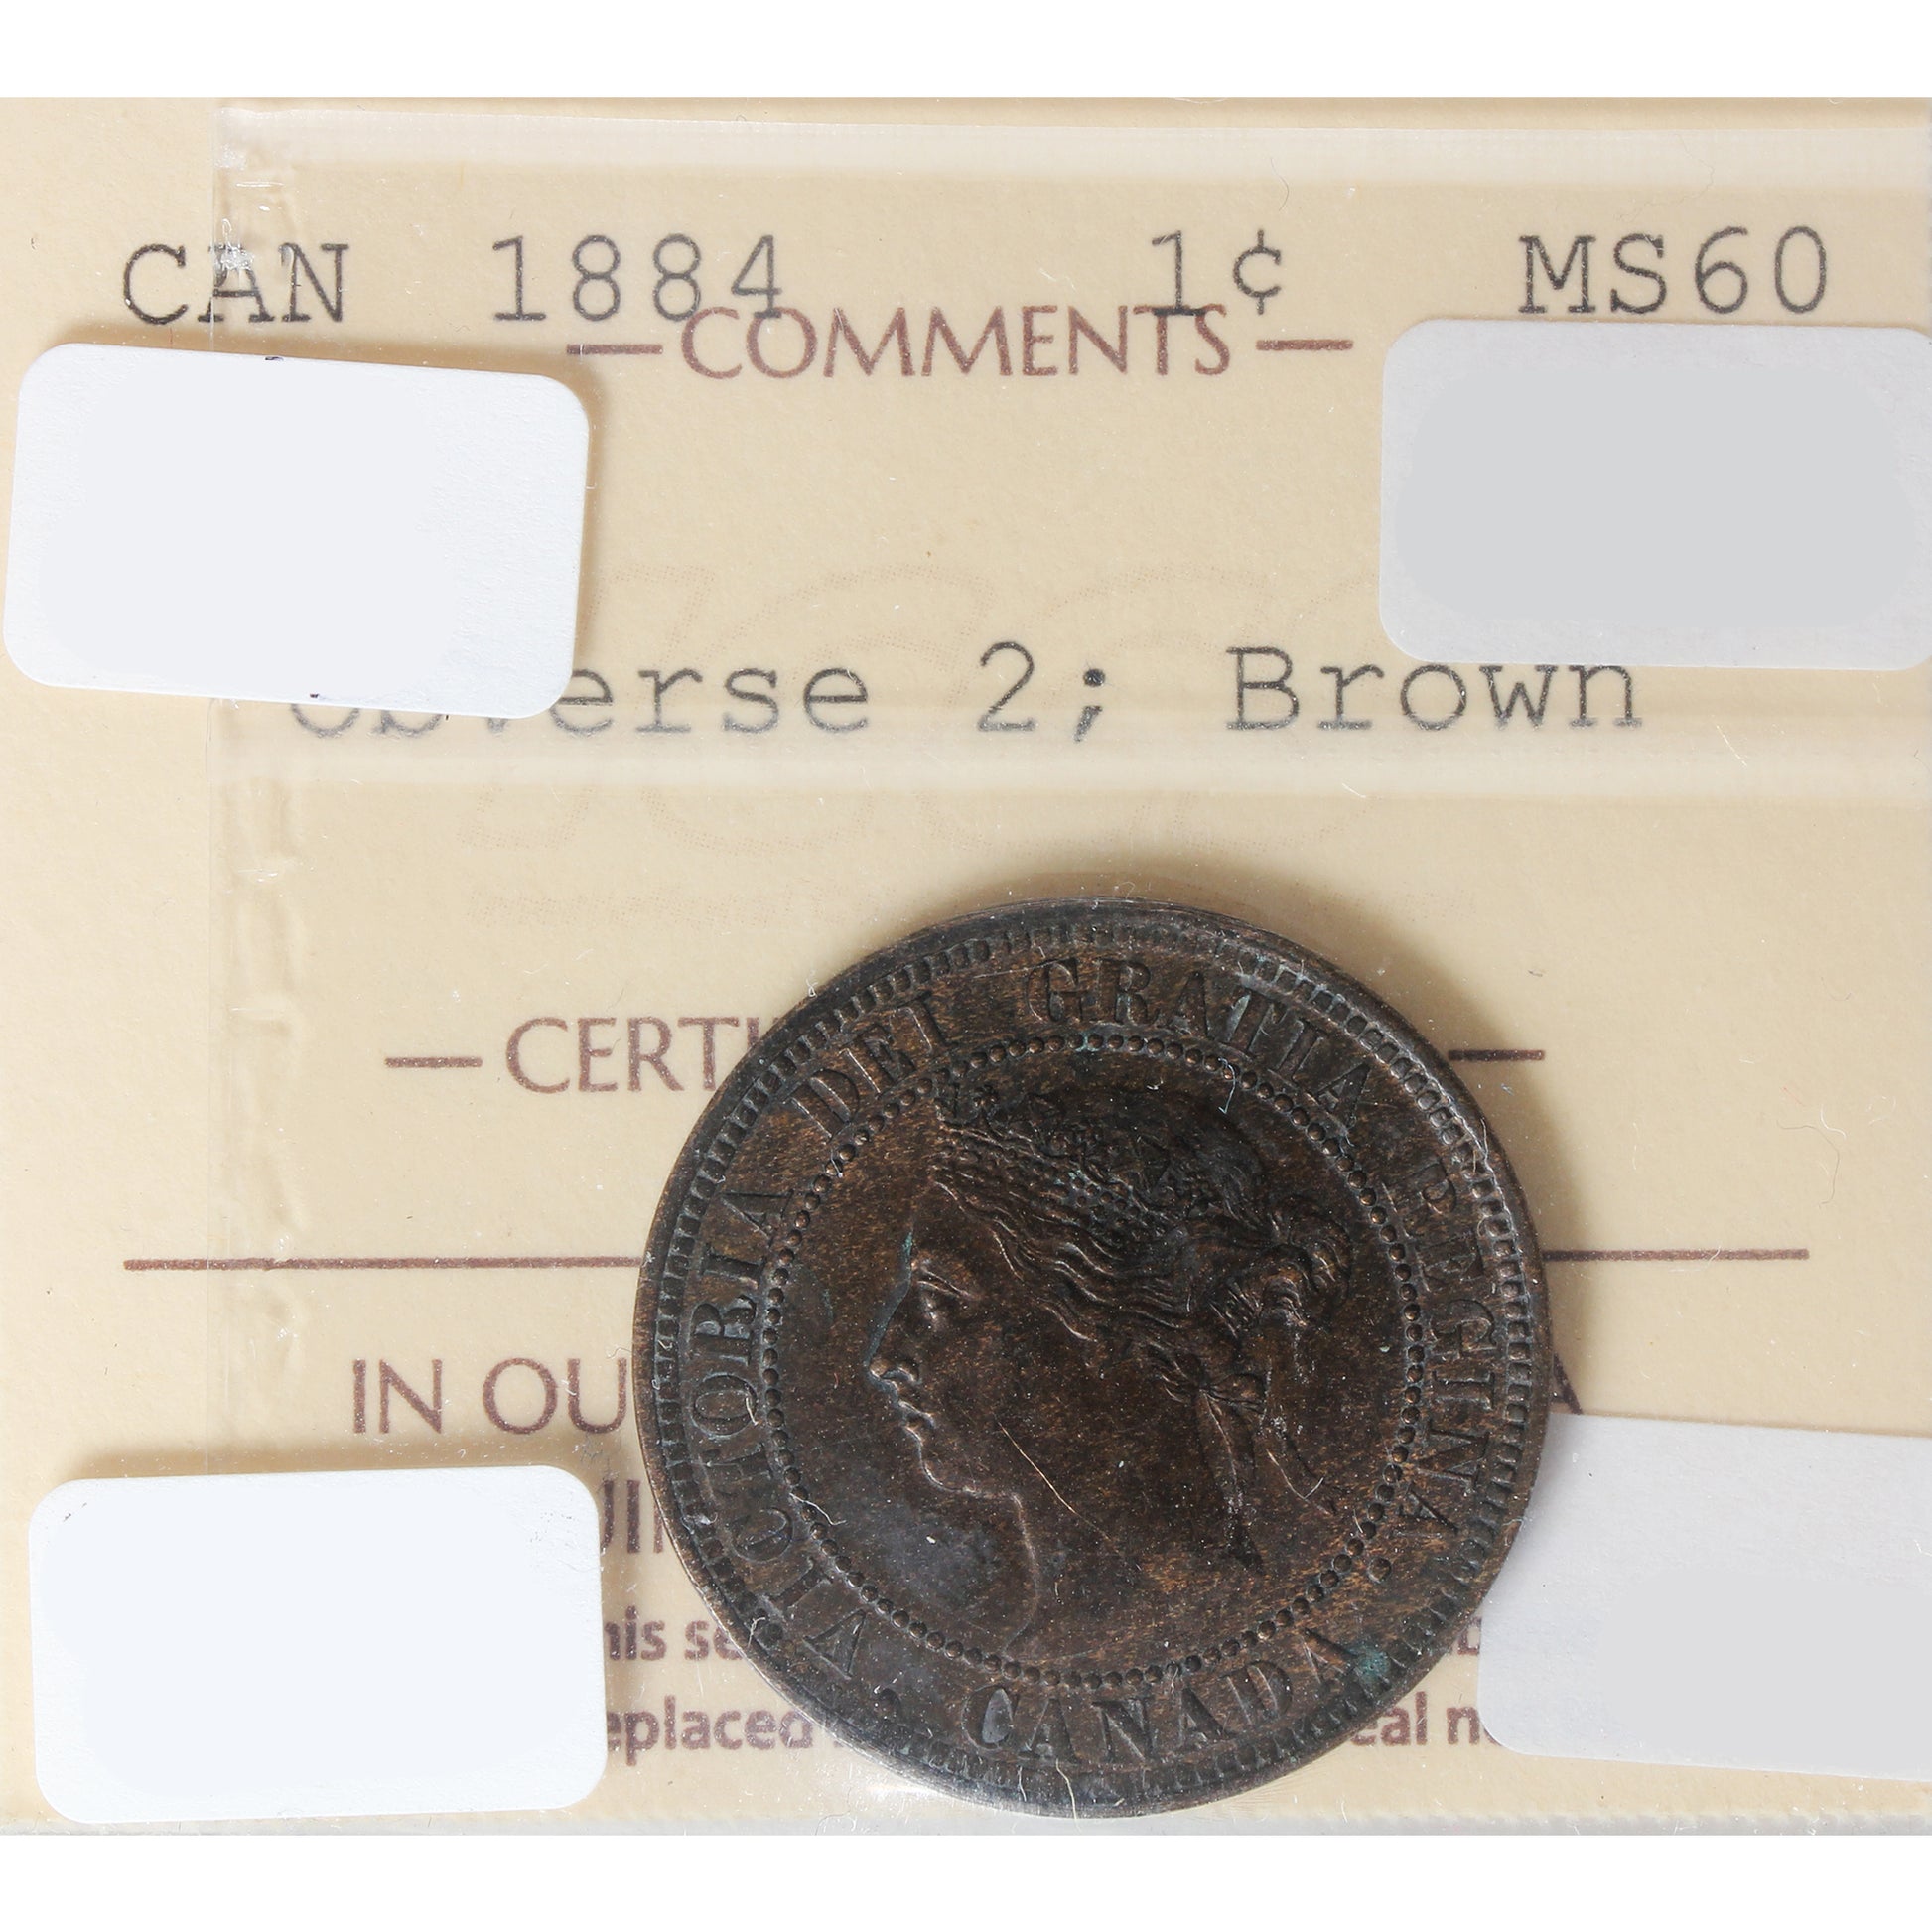 CAN 1884 1¢ MS60
— COMMENTS —
Obverse 2; Brown
— CERTI
IN OU
his se
eplaced
eal n
VICTORIA DEI GRATIA REGINA.
CANADA